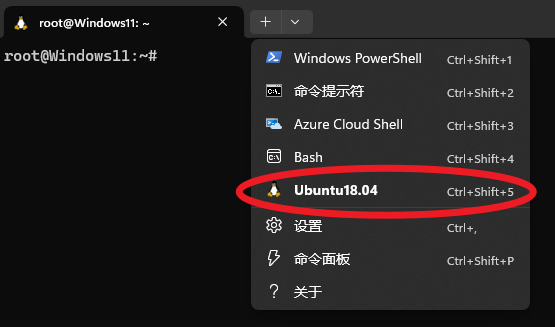 root@Windows11: ~
root@Windows11:~#
Windows PowerShell Ctrl+Shift+1
命令提示符 Ctrl+Shift+2
Azure Cloud Shell Ctrl+Shift+3
Bash Ctrl+Shift+4
Ubuntu18.04 Ctrl+Shift+5
设置 Ctrl+,
命令面板 Ctrl+Shift+P
关于